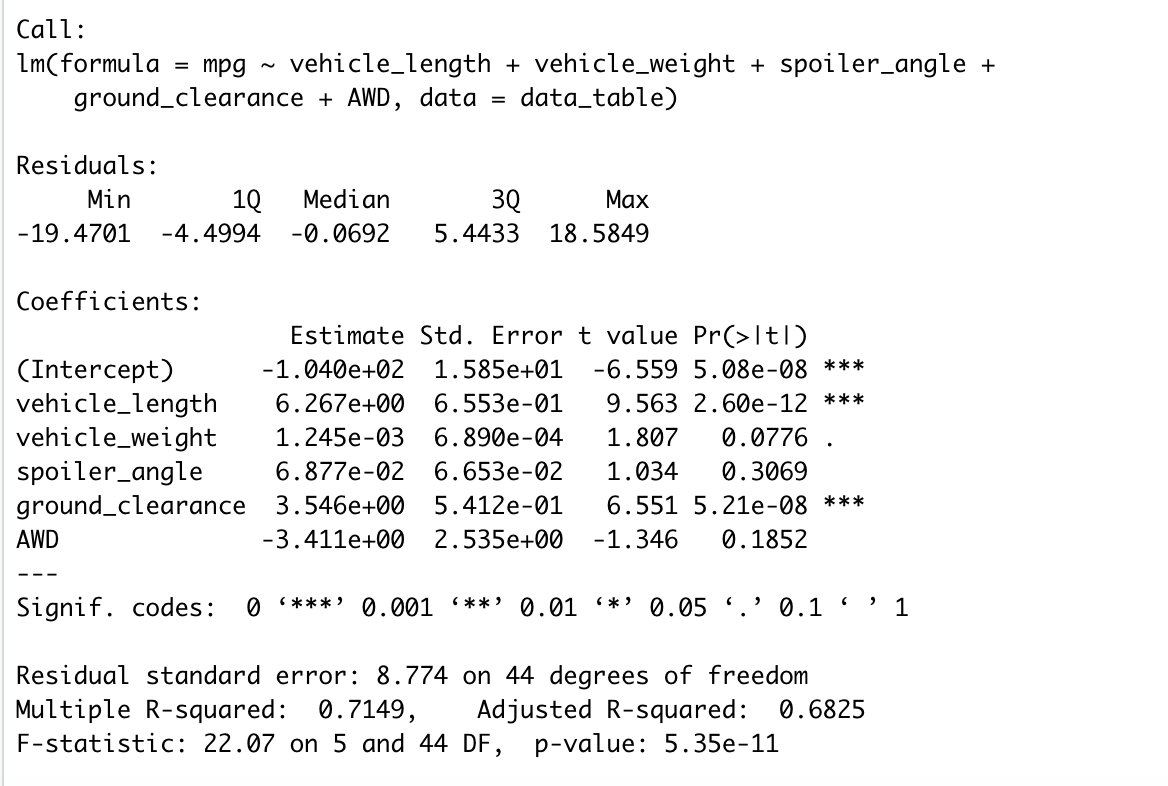 Call:
lm(formula = mpg ~ vehicle_length + vehicle_weight + spoiler_angle +
    ground_clearance + AWD, data = data_table)

Residuals:
     Min       1Q   Median       3Q      Max
-19.4701  -4.4994  -0.0692   5.4433  18.5849

Coefficients:
                   Estimate Std. Error t value Pr(>|t|)
(Intercept)      -1.040e+02  1.585e+01  -6.559 5.08e-08 ***
vehicle_length    6.267e+00  6.553e-01   9.563 2.60e-12 ***
vehicle_weight    1.245e-03  6.890e-04   1.807   0.0776 .
spoiler_angle     6.877e-02  6.653e-02   1.034   0.3069
ground_clearance  3.546e+00  5.412e-01   6.551 5.21e-08 ***
AWD              -3.411e+00  2.535e+00  -1.346   0.1852
---
Signif. codes:  0 ‘***’ 0.001 ‘**’ 0.01 ‘*’ 0.05 ‘.’ 0.1 ‘ ’ 1

Residual standard error: 8.774 on 44 degrees of freedom
Multiple R-squared:  0.7149,    Adjusted R-squared:  0.6825
F-statistic: 22.07 on 5 and 44 DF,  p-value: 5.35e-11